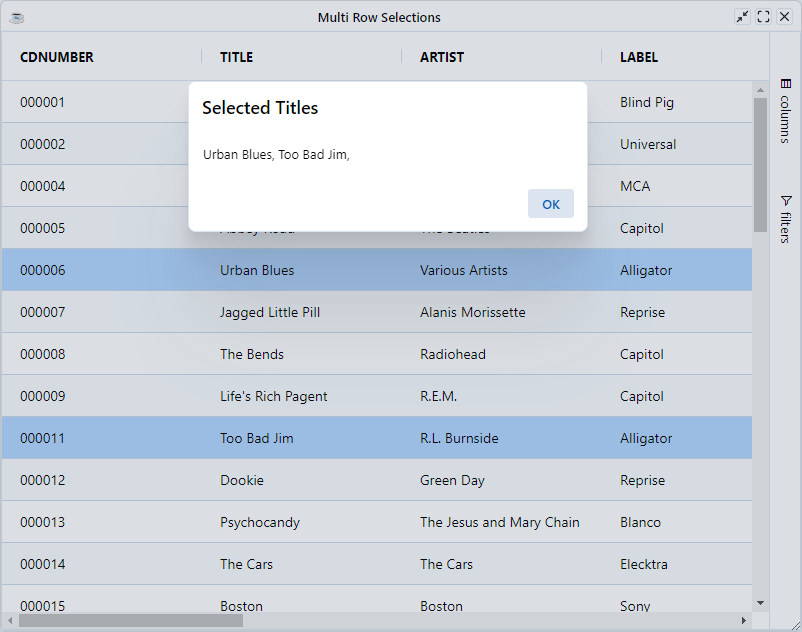 Multi Row Selections
CDNUMBER TITLE ARTIST LABEL
columns
filters
Selected Titles
Urban Blues, Too Bad Jim,
OK
000001 Blind Pig
000002 Universal
000004 MCA
000005 Abbey Road The Beatles Capitol
000006 Urban Blues Various Artists Alligator
000007 Jagged Little Pill Alanis Morissette Reprise
000008 The Bends Radiohead Capitol
000009 Life's Rich Pagent R.E.M. Capitol
000011 Too Bad Jim R.L. Burnside Alligator
000012 Dookie Green Day Reprise
000013 Psychocandy The Jesus and Mary Chain Blanco
000014 The Cars The Cars Elecktra
000015 Boston Boston Sony